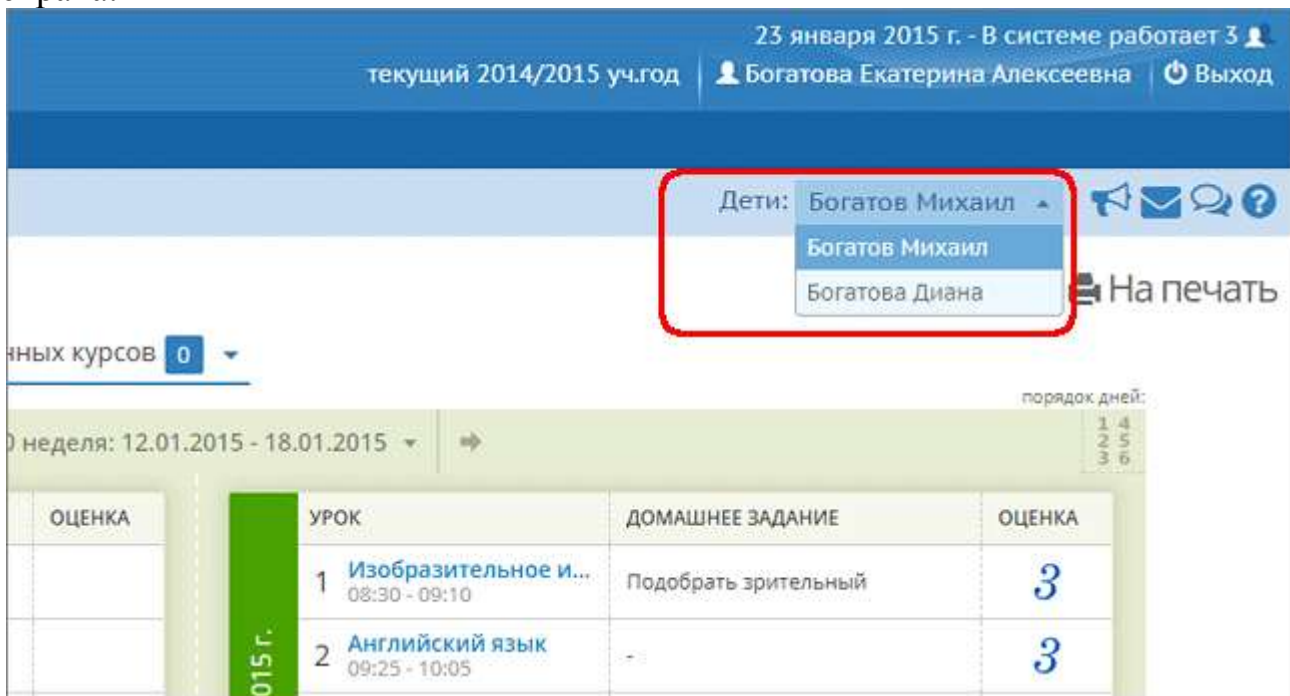 23 января 2015 г. - В системе работает 3
текущий 2014/2015 уч.год Богатова Екатерина Алексеевна Выход
Дети: Богатов Михаил
Богатов Михаил
Богатова Диана
На печать
нных курсов 0
порядок дней:
неделя: 12.01.2015 - 18.01.2015
1 4
2 5
3 6
ОЦЕНКА УРОК ДОМАШНЕЕ ЗАДАНИЕ ОЦЕНКА
1 Изобразительное и... Подобрать зрительный 3
08:30 - 09:10
2 Английский язык - 3
09:25 - 10:05
015 г.